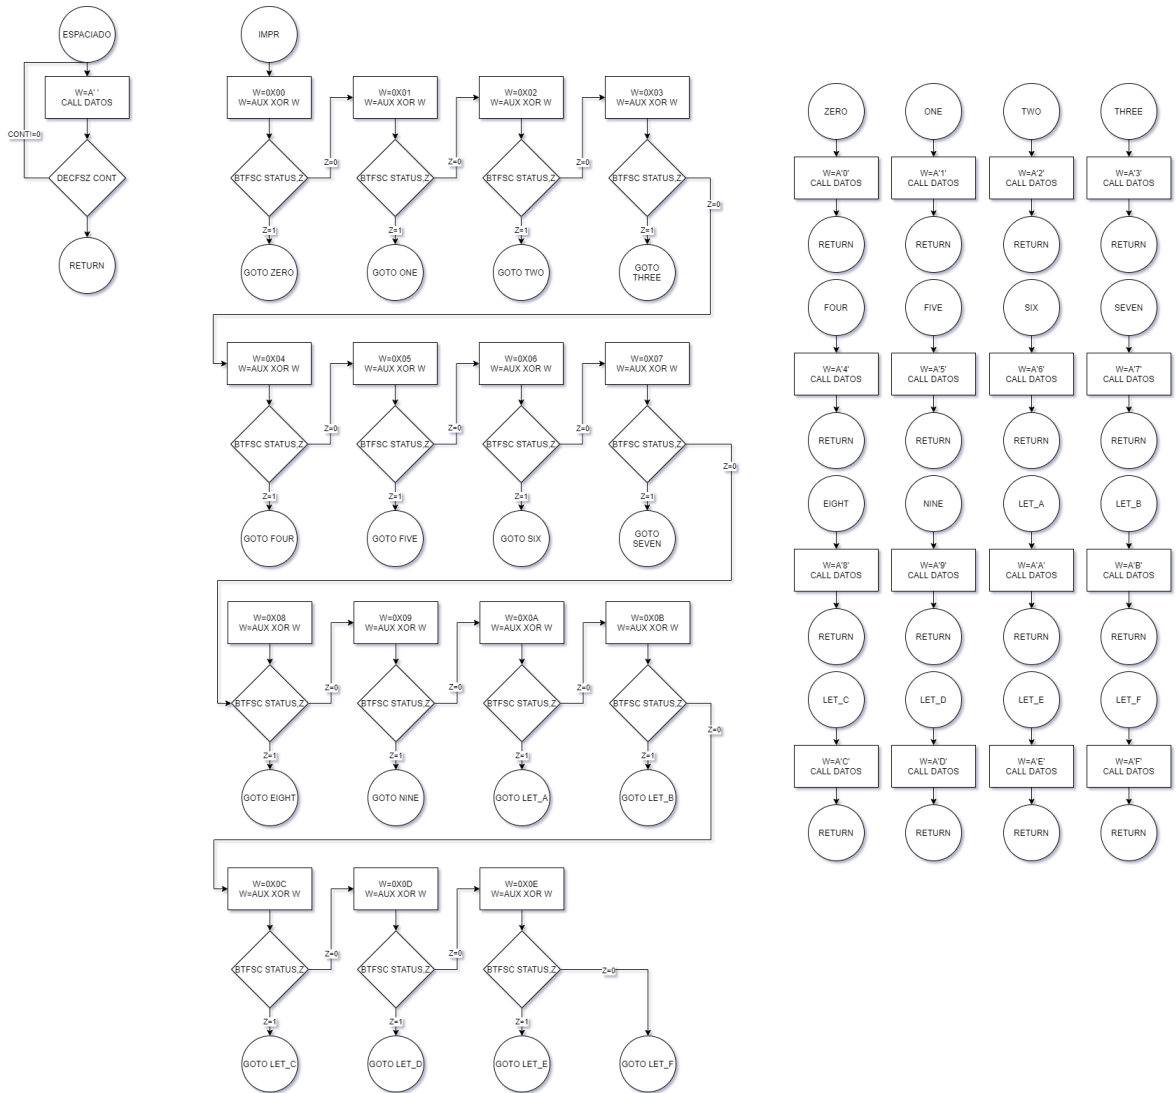 ESPACIADO
W=A' '
CALL DATOS
CONT!=0
DECFSZ CONT
RETURN
IMPR
W=0X00
W=AUX XOR W
BTFSC STATUS,Z
Z=0
Z=1
GOTO ZERO
W=0X01
W=AUX XOR W
BTFSC STATUS,Z
Z=0
Z=1
GOTO ONE
W=0X02
W=AUX XOR W
BTFSC STATUS,Z
Z=0
Z=1
GOTO TWO
W=0X03
W=AUX XOR W
BTFSC STATUS,Z
Z=0
Z=1
GOTO
THREE
W=0X04
W=AUX XOR W
BTFSC STATUS,Z
Z=0
Z=1
GOTO FOUR
W=0X05
W=AUX XOR W
BTFSC STATUS,Z
Z=0
Z=1
GOTO FIVE
W=0X06
W=AUX XOR W
BTFSC STATUS,Z
Z=0
Z=1
GOTO SIX
W=0X07
W=AUX XOR W
BTFSC STATUS,Z
Z=0
Z=1
GOTO
SEVEN
W=0X08
W=AUX XOR W
BTFSC STATUS,Z
Z=0
Z=1
GOTO EIGHT
W=0X09
W=AUX XOR W
BTFSC STATUS,Z
Z=0
Z=1
GOTO NINE
W=0X0A
W=AUX XOR W
BTFSC STATUS,Z
Z=0
Z=1
GOTO LET_A
W=0X0B
W=AUX XOR W
BTFSC STATUS,Z
Z=0
Z=1
GOTO LET_B
W=0X0C
W=AUX XOR W
BTFSC STATUS,Z
Z=0
Z=1
GOTO LET_C
W=0X0D
W=AUX XOR W
BTFSC STATUS,Z
Z=0
Z=1
GOTO LET_D
W=0X0E
W=AUX XOR W
BTFSC STATUS,Z
Z=0
Z=1
GOTO LET_E
GOTO LET_F
ZERO
W=A'0'
CALL DATOS
RETURN
ONE
W=A'1'
CALL DATOS
RETURN
TWO
W=A'2'
CALL DATOS
RETURN
THREE
W=A'3'
CALL DATOS
RETURN
FOUR
W=A'4'
CALL DATOS
RETURN
FIVE
W=A'5'
CALL DATOS
RETURN
SIX
W=A'6'
CALL DATOS
RETURN
SEVEN
W=A'7'
CALL DATOS
RETURN
EIGHT
W=A'8'
CALL DATOS
RETURN
NINE
W=A'9'
CALL DATOS
RETURN
LET_A
W=A'A'
CALL DATOS
RETURN
LET_B
W=A'B'
CALL DATOS
RETURN
LET_C
W=A'C'
CALL DATOS
RETURN
LET_D
W=A'D'
CALL DATOS
RETURN
LET_E
W=A'E'
CALL DATOS
RETURN
LET_F
W=A'F'
CALL DATOS
RETURN